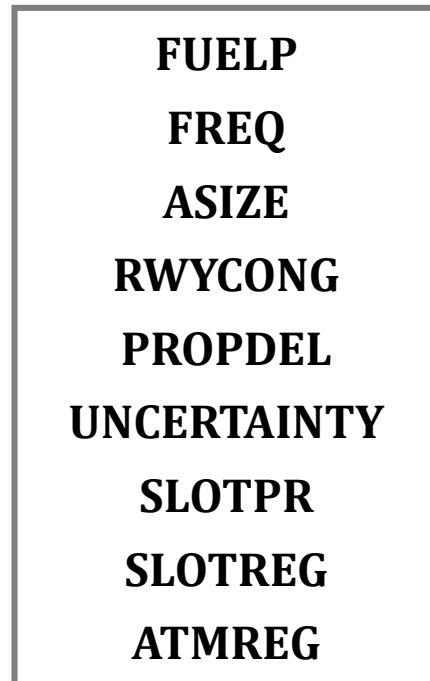 FUELP
FREQ
ASIZE
RWYCONG
PROPDEL
UNCERTAINTY
SLOTPR
SLOTREG
ATMREG